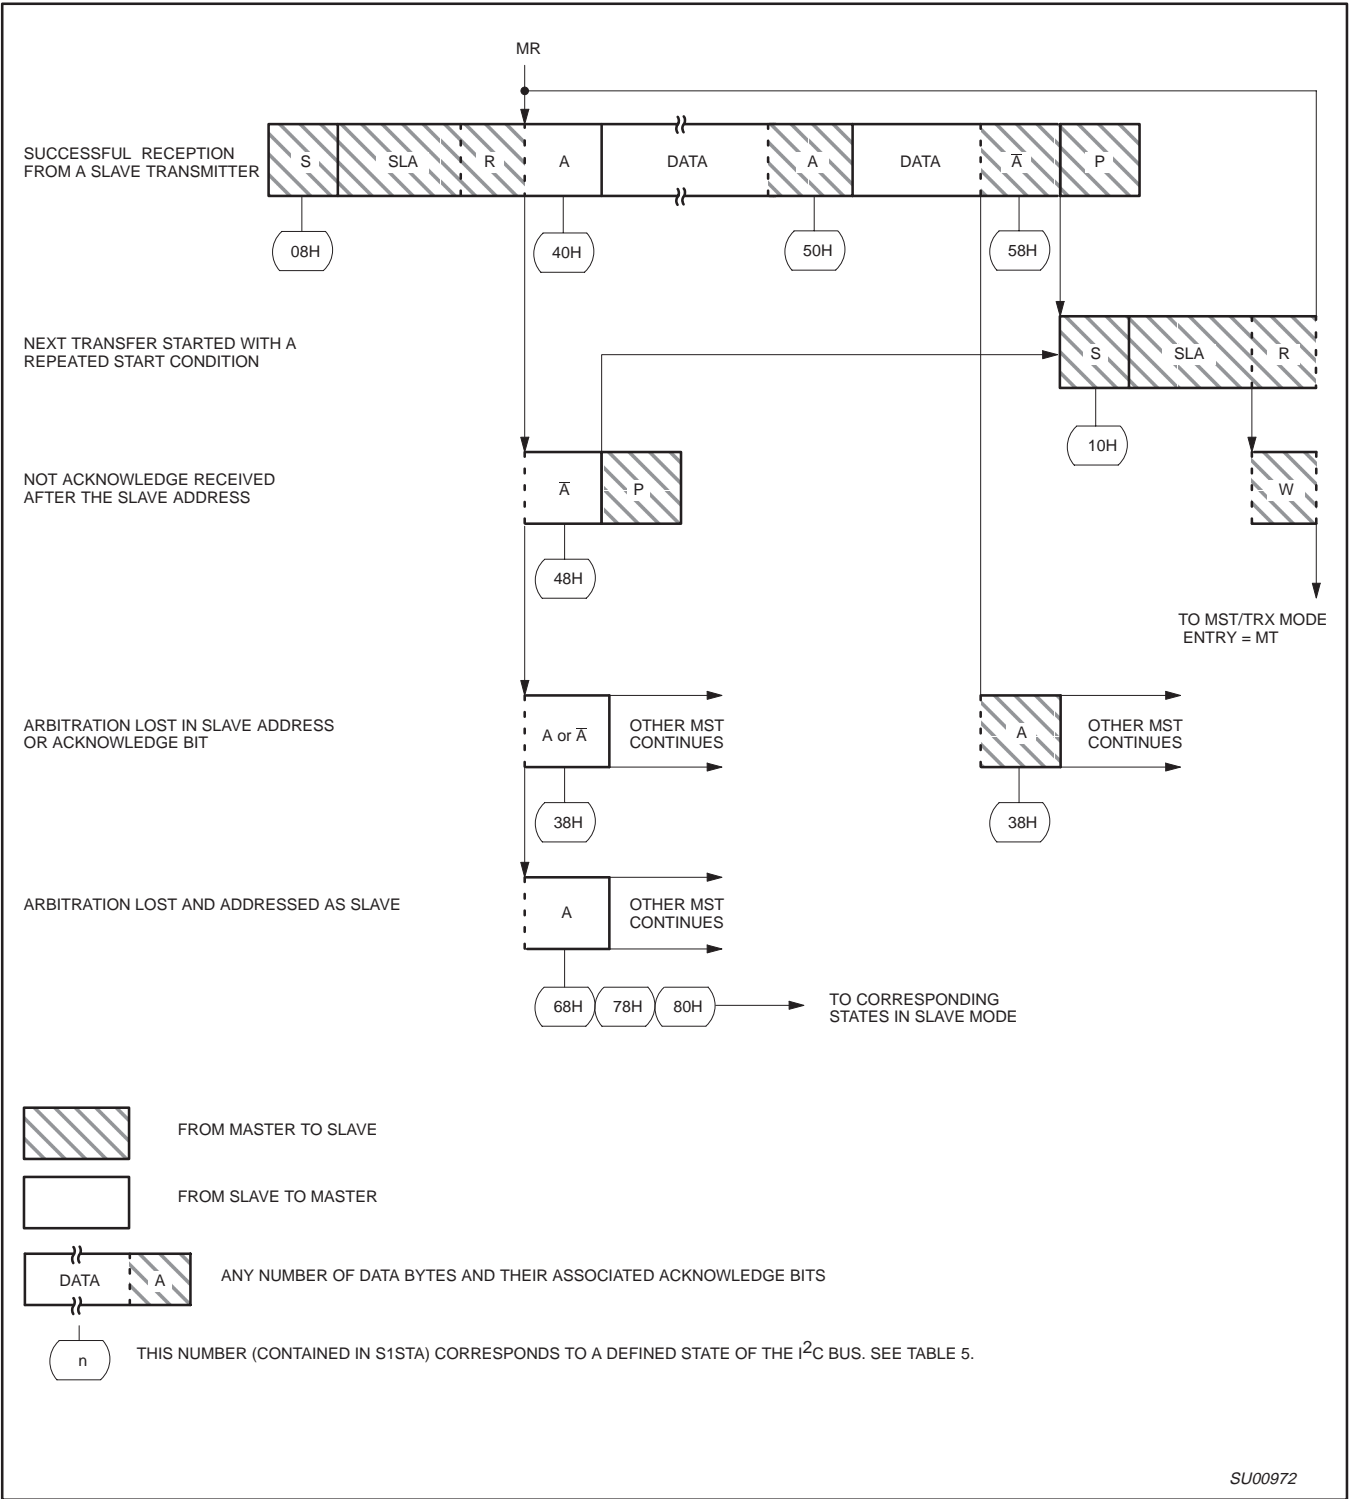 MR
SUCCESSFUL RECEPTION
FROM A SLAVE TRANSMITTER
S SLA R A DATA A DATA A̅ P
08H 40H 50H 58H
NEXT TRANSFER STARTED WITH A
REPEATED START CONDITION
S SLA R
10H
NOT ACKNOWLEDGE RECEIVED
AFTER THE SLAVE ADDRESS
A̅ P
W
48H
TO MST/TRX MODE
ENTRY = MT
ARBITRATION LOST IN SLAVE ADDRESS
OR ACKNOWLEDGE BIT
A or A̅
OTHER MST
CONTINUES
A
OTHER MST
CONTINUES
38H 38H
ARBITRATION LOST AND ADDRESSED AS SLAVE
A
OTHER MST
CONTINUES
68H 78H 80H
TO CORRESPONDING
STATES IN SLAVE MODE
FROM MASTER TO SLAVE
FROM SLAVE TO MASTER
DATA A
ANY NUMBER OF DATA BYTES AND THEIR ASSOCIATED ACKNOWLEDGE BITS
n
THIS NUMBER (CONTAINED IN S1STA) CORRESPONDS TO A DEFINED STATE OF THE I²C BUS. SEE TABLE 5.
SU00972